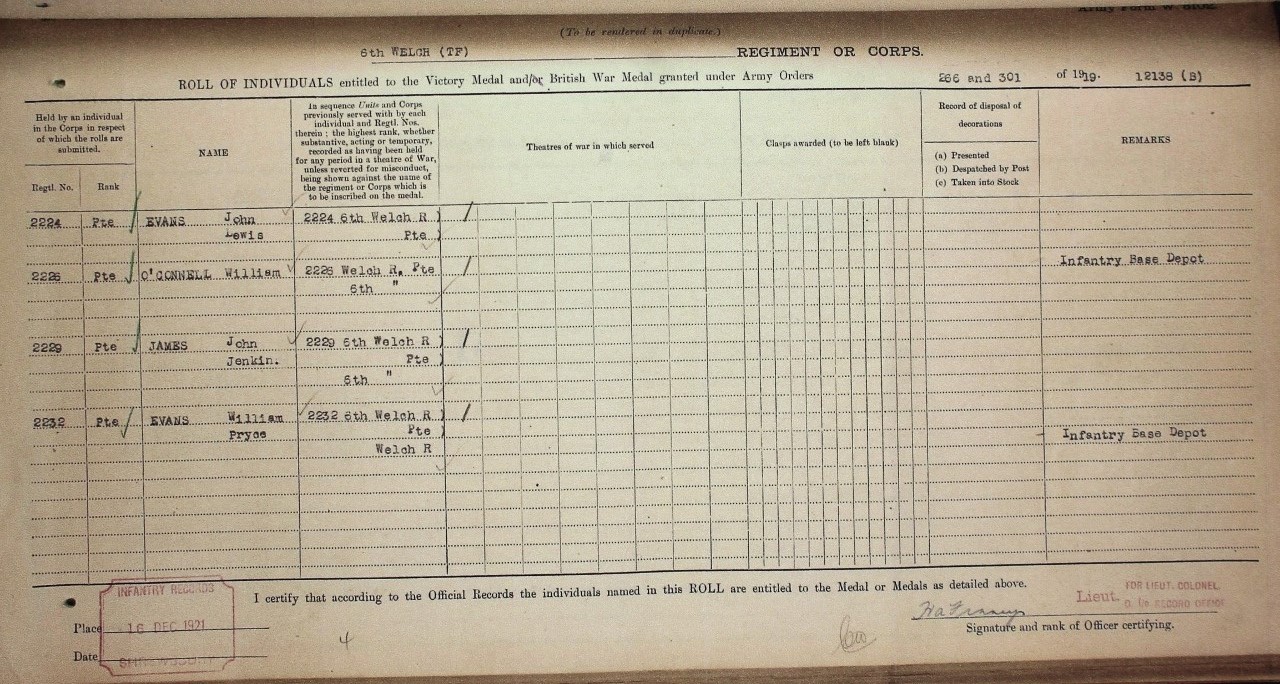 (To be rendered in duplicate.)
6th WELCH (TF) REGIMENT OR CORPS.
ROLL OF INDIVIDUALS entitled to the Victory Medal and/or British War Medal granted under Army Orders 266 and 301 of 1919. 12138 (B)
Held by an individual
in the Corps in respect
of which the rolls are
submitted.
Regtl. No.
Rank
NAME
In sequence Units and Corps
previously served with by each
individual and Regtl. Nos.
therein ; the highest rank, whether
substantive, acting or temporary,
recorded as having been held
for any period in a theatre of War,
unless reverted for misconduct,
being shown against the name of
the regiment or Corps which is
to be inscribed on the medal.
Theatres of war in which served
Clasps awarded (to be left blank)
Record of disposal of
decorations
(a) Presented
(b) Despatched by Post
(c) Taken into Stock
REMARKS
2224 Pte EVANS John 2224 6th Welch R ) /
Lewis Pte )
2226 Pte O'CONNELL William 2226 Welch R, Pte / Infantry Base Depot
6th "
2229 Pte JAMES John 2229 6th Welch R ) /
Jenkin. Pte )
6th "
2232 Pte EVANS William 2232 6th Welch R ) /
Pryce Pte ) Infantry Base Depot
Welch R
I certify that according to the Official Records the individuals named in this ROLL are entitled to the Medal or Medals as detailed above.
INFANTRY RECORDS
16 DEC 1921
SHREWSBURY
Place
Date
4
Lieut.
FOR LIEUT. COLONEL
O. i/c RECORD OFFICE
Signature and rank of Officer certifying.